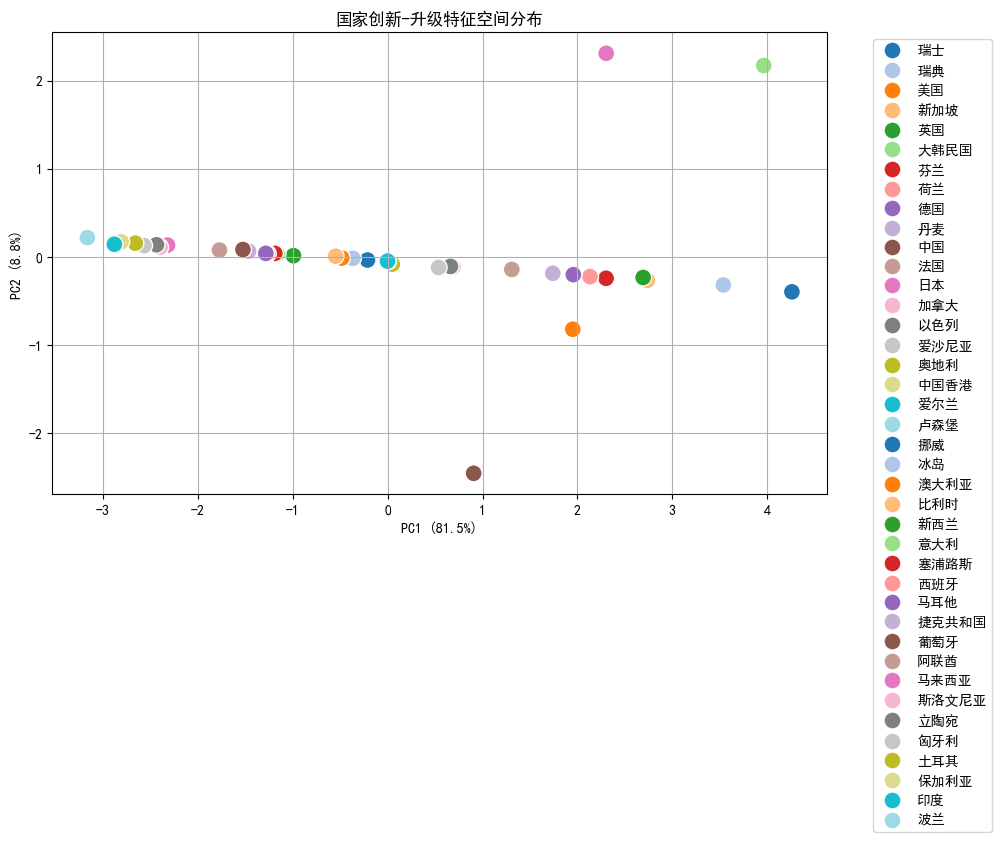 国家创新-升级特征空间分布
PC2 (8.8%)
2
1
0
−1
−2
−3
−2
−1
0
1
2
3
4
PC1 (81.5%)
瑞士
瑞典
美国
新加坡
英国
大韩民国
芬兰
荷兰
德国
丹麦
中国
法国
日本
加拿大
以色列
爱沙尼亚
奥地利
中国香港
爱尔兰
卢森堡
挪威
冰岛
澳大利亚
比利时
新西兰
意大利
塞浦路斯
西班牙
马耳他
捷克共和国
葡萄牙
阿联酋
马来西亚
斯洛文尼亚
立陶宛
匈牙利
土耳其
保加利亚
印度
波兰